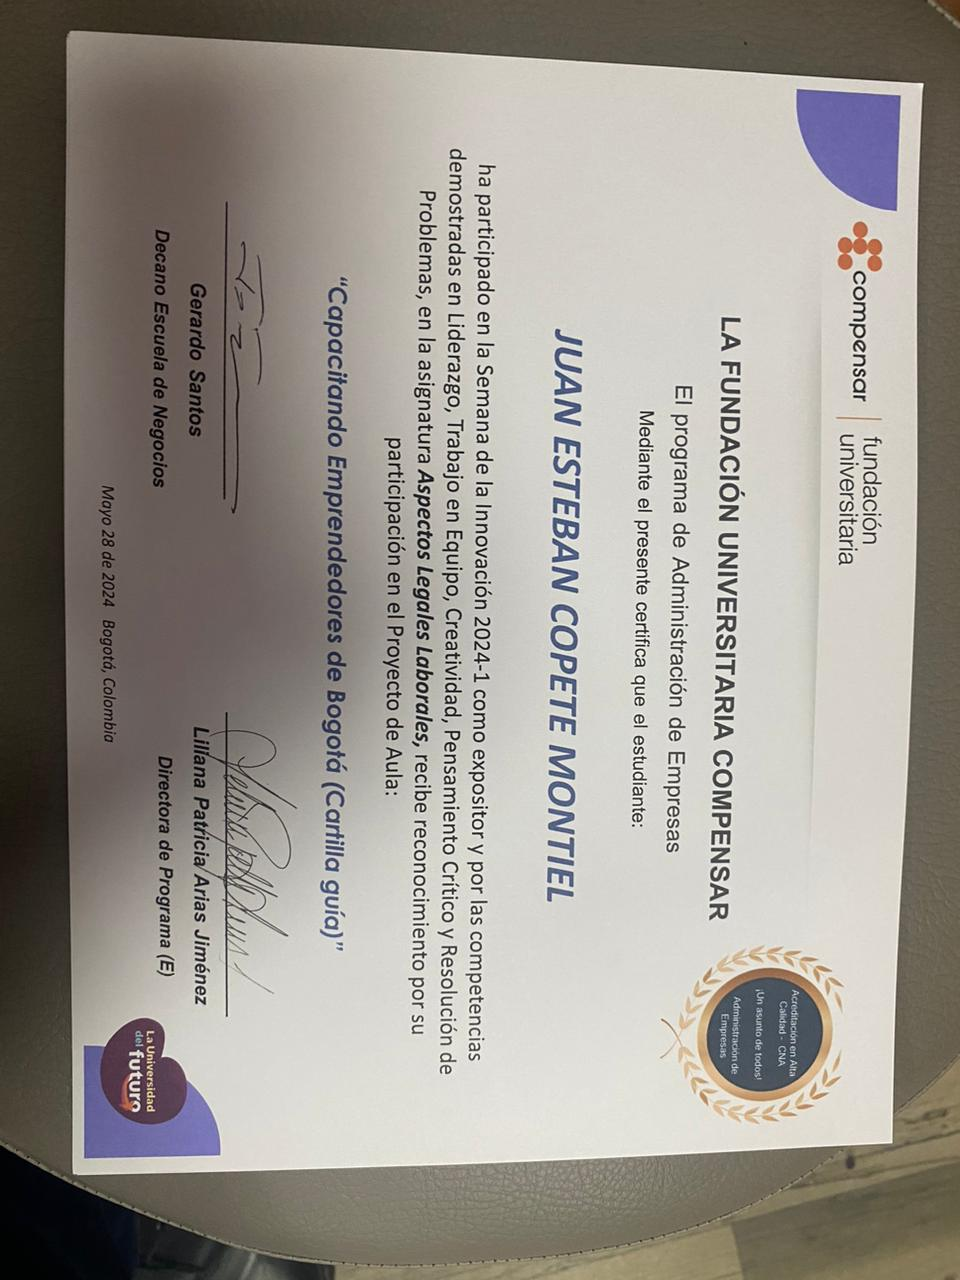 compensar
fundación
universitaria
LA FUNDACIÓN UNIVERSITARIA COMPENSAR
El programa de Administración de Empresas
Mediante el presente certifica que el estudiante:
Acreditación en Alta
Calidad - CNA
¡Un asunto de todos!
Administración de
Empresas
JUAN ESTEBAN COPETE MONTIEL
ha participado en la Semana de la Innovación 2024-1 como expositor y por las competencias
demostradas en Liderazgo, Trabajo en Equipo, Creatividad, Pensamiento Crítico y Resolución de
Problemas, en la asignatura Aspectos Legales Laborales, recibe reconocimiento por su
participación en el Proyecto de Aula:
“Capacitando Emprendedores de Bogotá (Cartilla guía)”
Gerardo Santos
Decano Escuela de Negocios
Liliana Patricia Arias Jiménez
Directora de Programa (E)
Mayo 28 de 2024 Bogotá, Colombia
La Universidad
del futuro